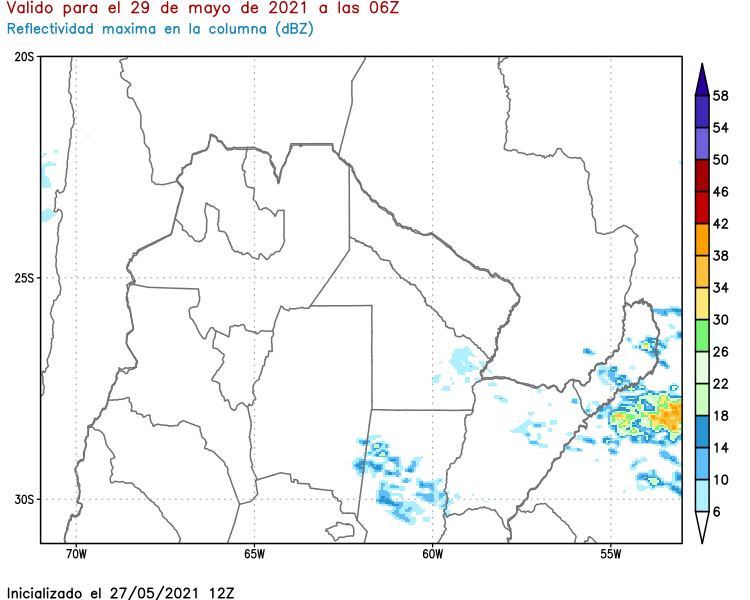 Valido para el 29 de mayo de 2021 a las 06Z
Reflectividad maxima en la columna (dBZ)
20S
25S
30S
70W
65W
60W
55W
58
54
50
46
42
38
34
30
26
22
18
14
10
6
Inicializado el 27/05/2021 12Z